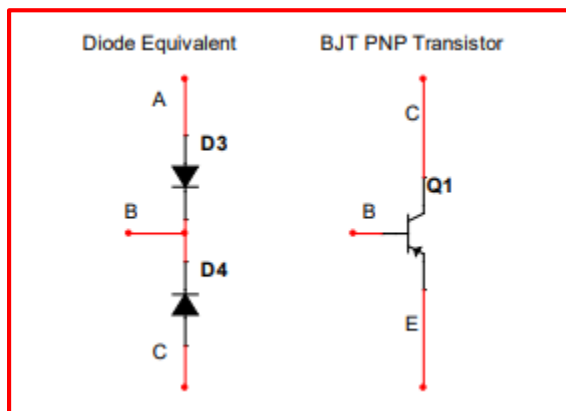 Diode Equivalent
BJT PNP Transistor
A
D3
B
D4
C
C
Q1
B
E